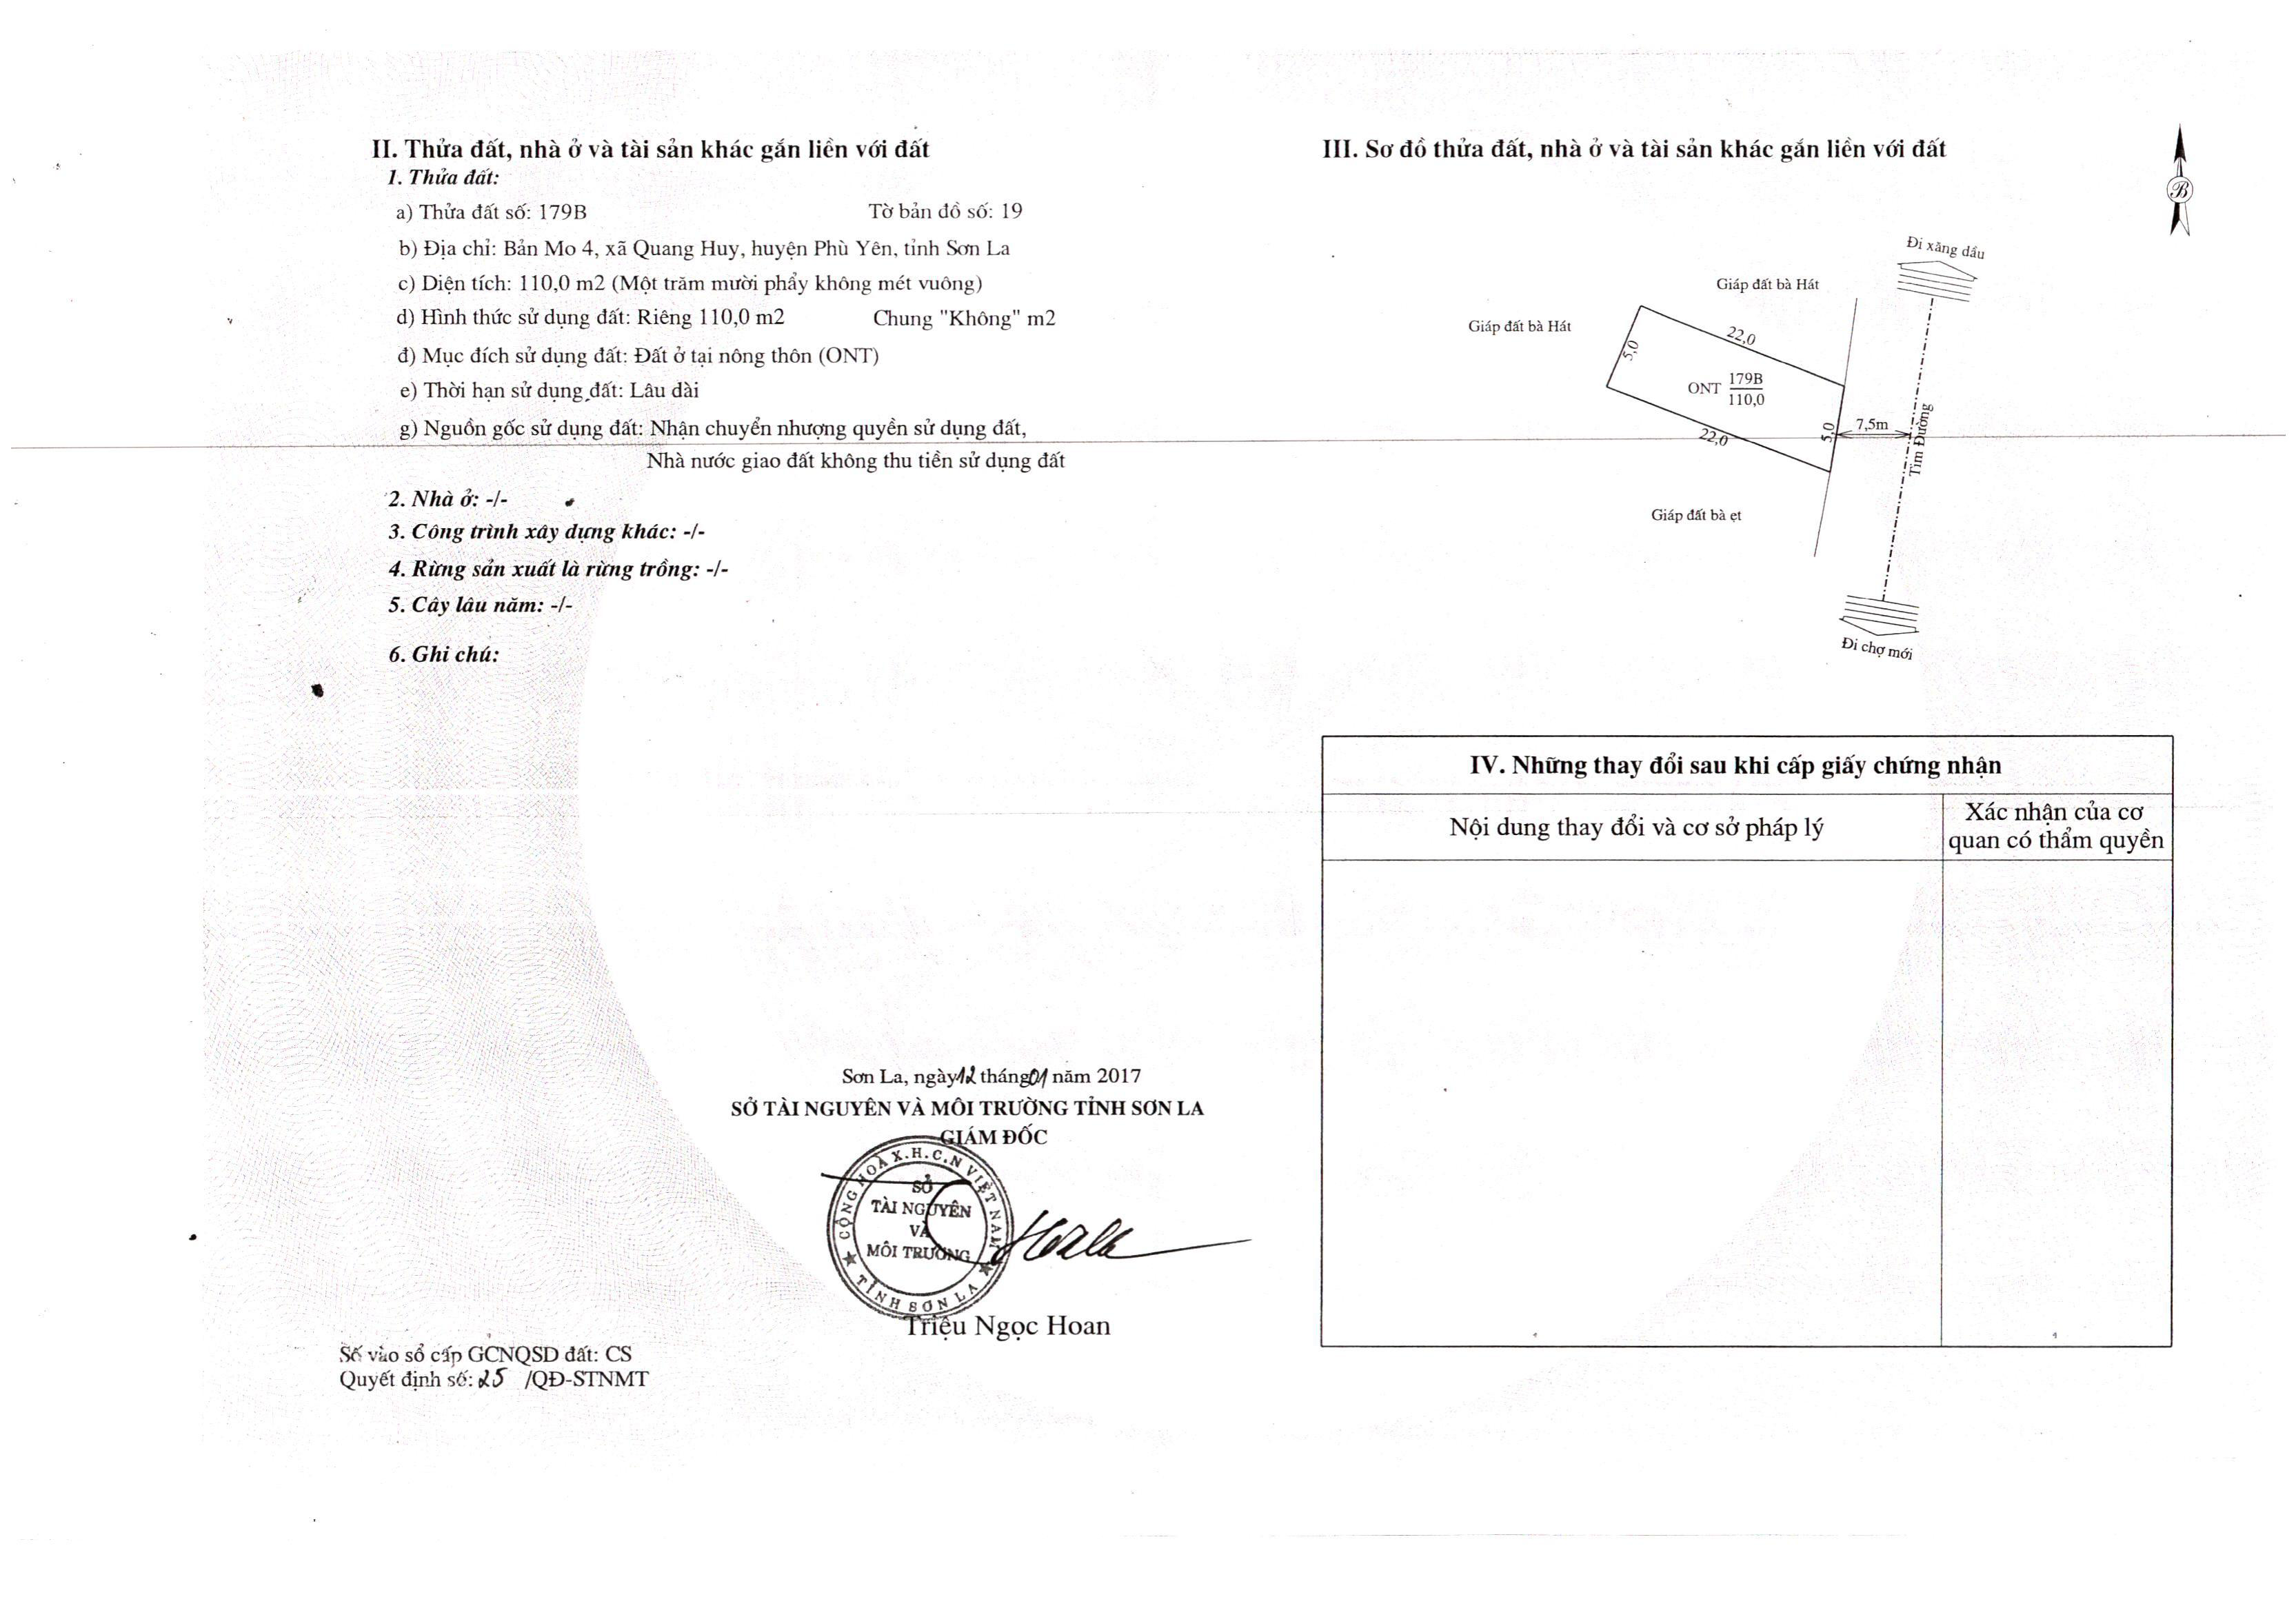 II. Thửa đất, nhà ở và tài sản khác gắn liền với đất
1. Thửa đất:
a) Thửa đất số: 179B Tờ bản đồ số: 19
b) Địa chỉ: Bản Mo 4, xã Quang Huy, huyện Phù Yên, tỉnh Sơn La
c) Diện tích: 110,0 m2 (Một trăm mười phẩy không mét vuông)
d) Hình thức sử dụng đất: Riêng 110,0 m2 Chung "Không" m2
đ) Mục đích sử dụng đất: Đất ở tại nông thôn (ONT)
e) Thời hạn sử dụng đất: Lâu dài
g) Nguồn gốc sử dụng đất: Nhận chuyển nhượng quyền sử dụng đất,
Nhà nước giao đất không thu tiền sử dụng đất
2. Nhà ở: -/-
3. Công trình xây dựng khác: -/-
4. Rừng sản xuất là rừng trồng: -/-
5. Cây lâu năm: -/-
6. Ghi chú:
Sơn La, ngày 12 tháng 01 năm 2017
SỞ TÀI NGUYÊN VÀ MÔI TRƯỜNG TỈNH SƠN LA
GIÁM ĐỐC
CỘNG HOÀ X.H.C.N VIỆT NAM
SỞ
TÀI NGUYÊN
VÀ
MÔI TRƯỜNG
TỈNH SƠN LA
Triệu Ngọc Hoan
Số vào sổ cấp GCNQSD đất: CS
Quyết định số: 25 /QĐ-STNMT
III. Sơ đồ thửa đất, nhà ở và tài sản khác gắn liền với đất
B
Đi xăng dầu
Giáp đất bà Hát
Giáp đất bà Hát
22,0
5,0
ONT 179B
110,0
5,0
7,5m
Tim Đường
22,0
Giáp đất bà ẹt
Đi chợ mới
IV. Những thay đổi sau khi cấp giấy chứng nhận
Nội dung thay đổi và cơ sở pháp lý
Xác nhận của cơ
quan có thẩm quyền